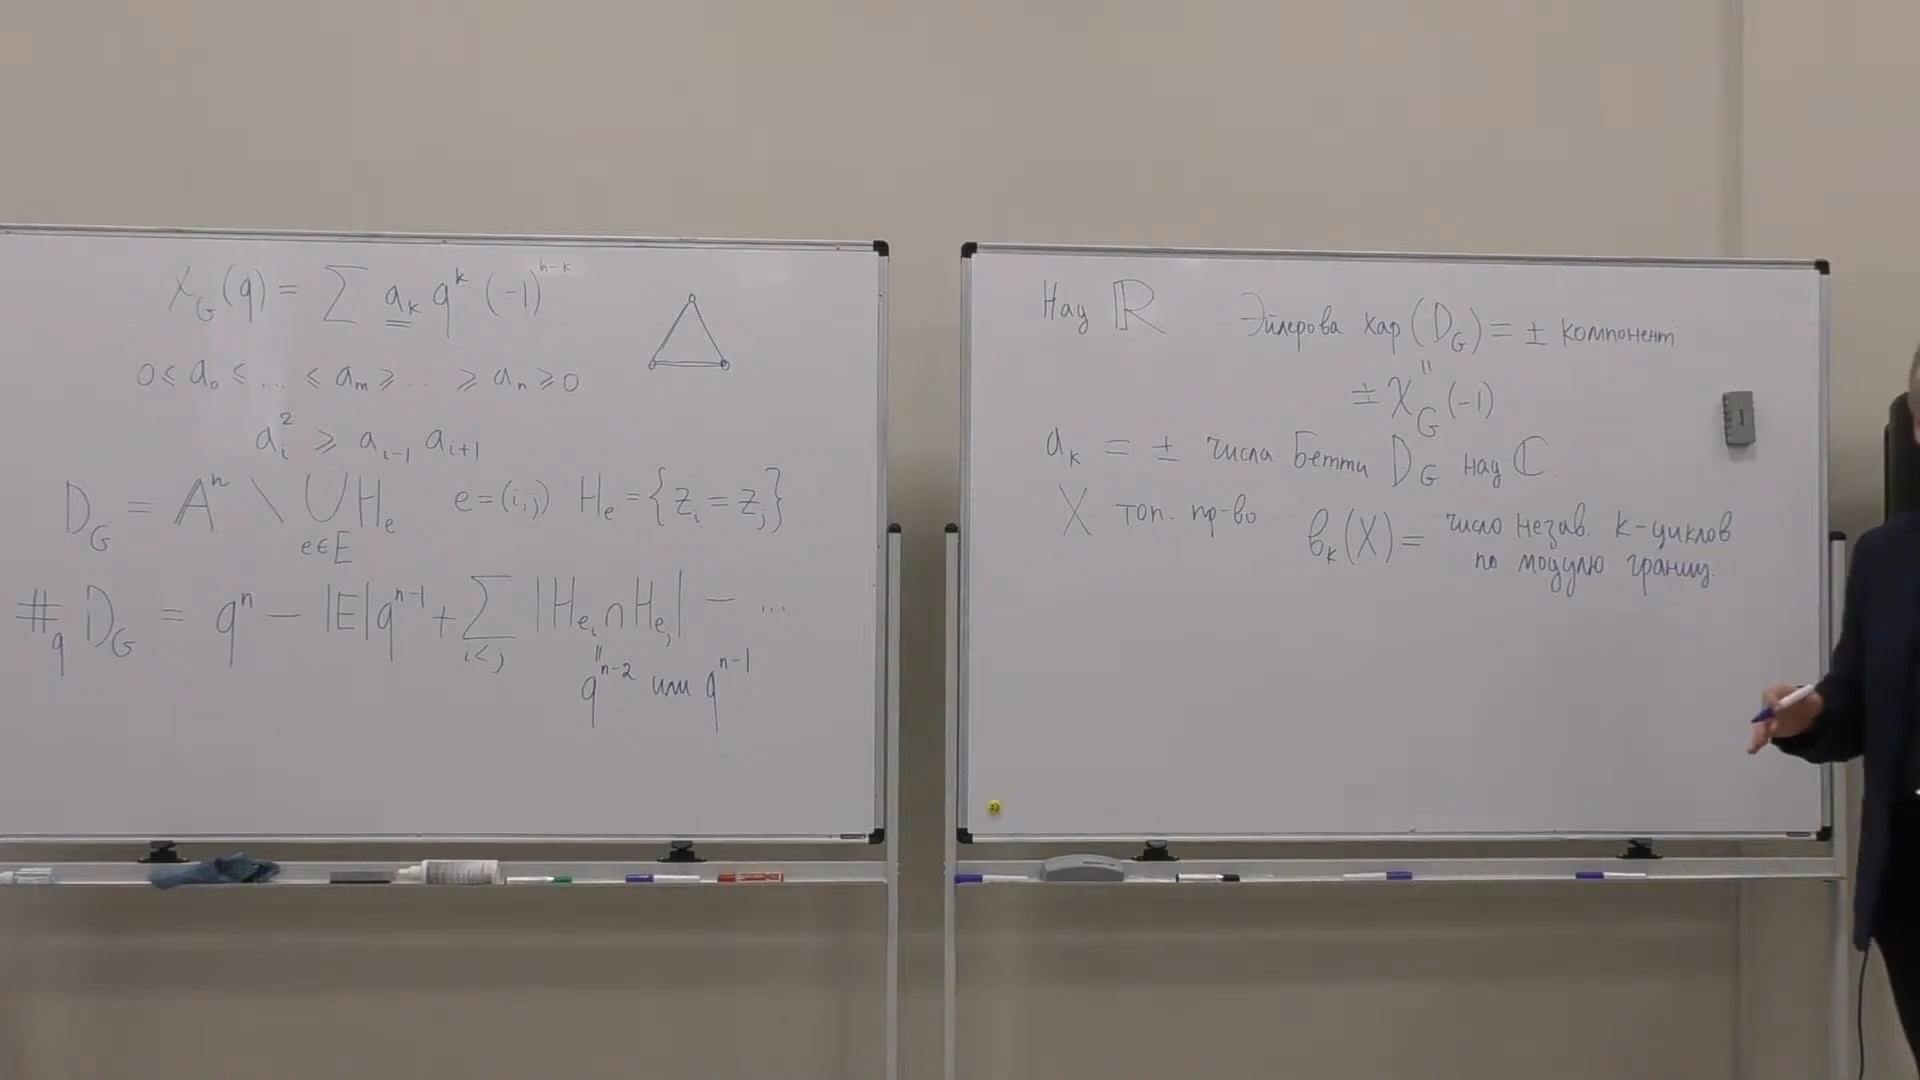 χ_G(q) = ∑ a_k q^k (-1)^{n-k}
0 ≤ a_0 ≤ ... ≤ a_m ≥ ... ≥ a_n ≥ 0
a_i^2 ≥ a_{i-1} a_{i+1}
D_G = A^n \ ⋃_{e∈E} H_e e=(i,j) H_e = {z_i = z_j}
#_q D_G = q^n − |E| q^{n-1} + ∑_{i<j} |H_{e_i} ∩ H_{e_j}| − ...
" q^{n-2} или q^{n-1}
Над ℝ Эйлерова хар (D_G) = ± компонент
"
= ± χ_G(-1)
a_k = ± числа Бетти D_G над ℂ
X топ. пр-во b_k(X) = число незав. k-циклов
по модулю границ.